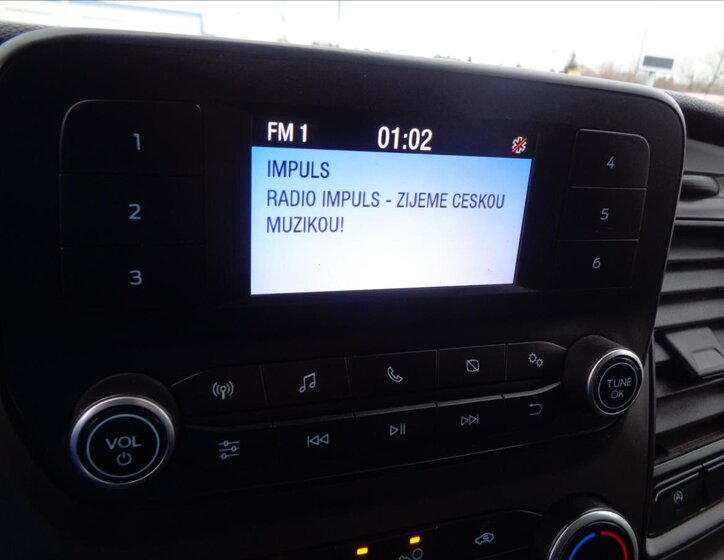 FM 1 01:02
IMPULS
RADIO IMPULS - ZIJEME CESKOU
MUZIKOU!
1
2
3
4
5
6
VOL
TUNE
OK